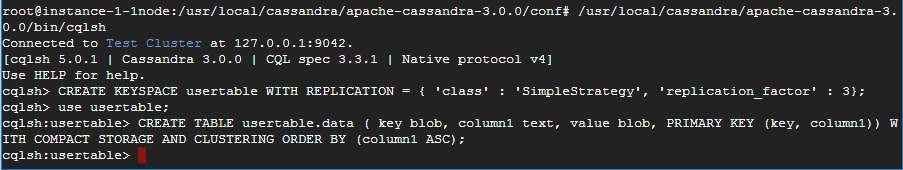 root@instance-1-1node:/usr/local/cassandra/apache-cassandra-3.0.0/conf# /usr/local/cassandra/apache-cassandra-3.
0.0/bin/cqlsh
Connected to Test Cluster at 127.0.0.1:9042.
[cqlsh 5.0.1 | Cassandra 3.0.0 | CQL spec 3.3.1 | Native protocol v4]
Use HELP for help.
cqlsh> CREATE KEYSPACE usertable WITH REPLICATION = { 'class' : 'SimpleStrategy', 'replication_factor' : 3};
cqlsh> use usertable;
cqlsh:usertable> CREATE TABLE usertable.data ( key blob, column1 text, value blob, PRIMARY KEY (key, column1)) W
ITH COMPACT STORAGE AND CLUSTERING ORDER BY (column1 ASC);
cqlsh:usertable>